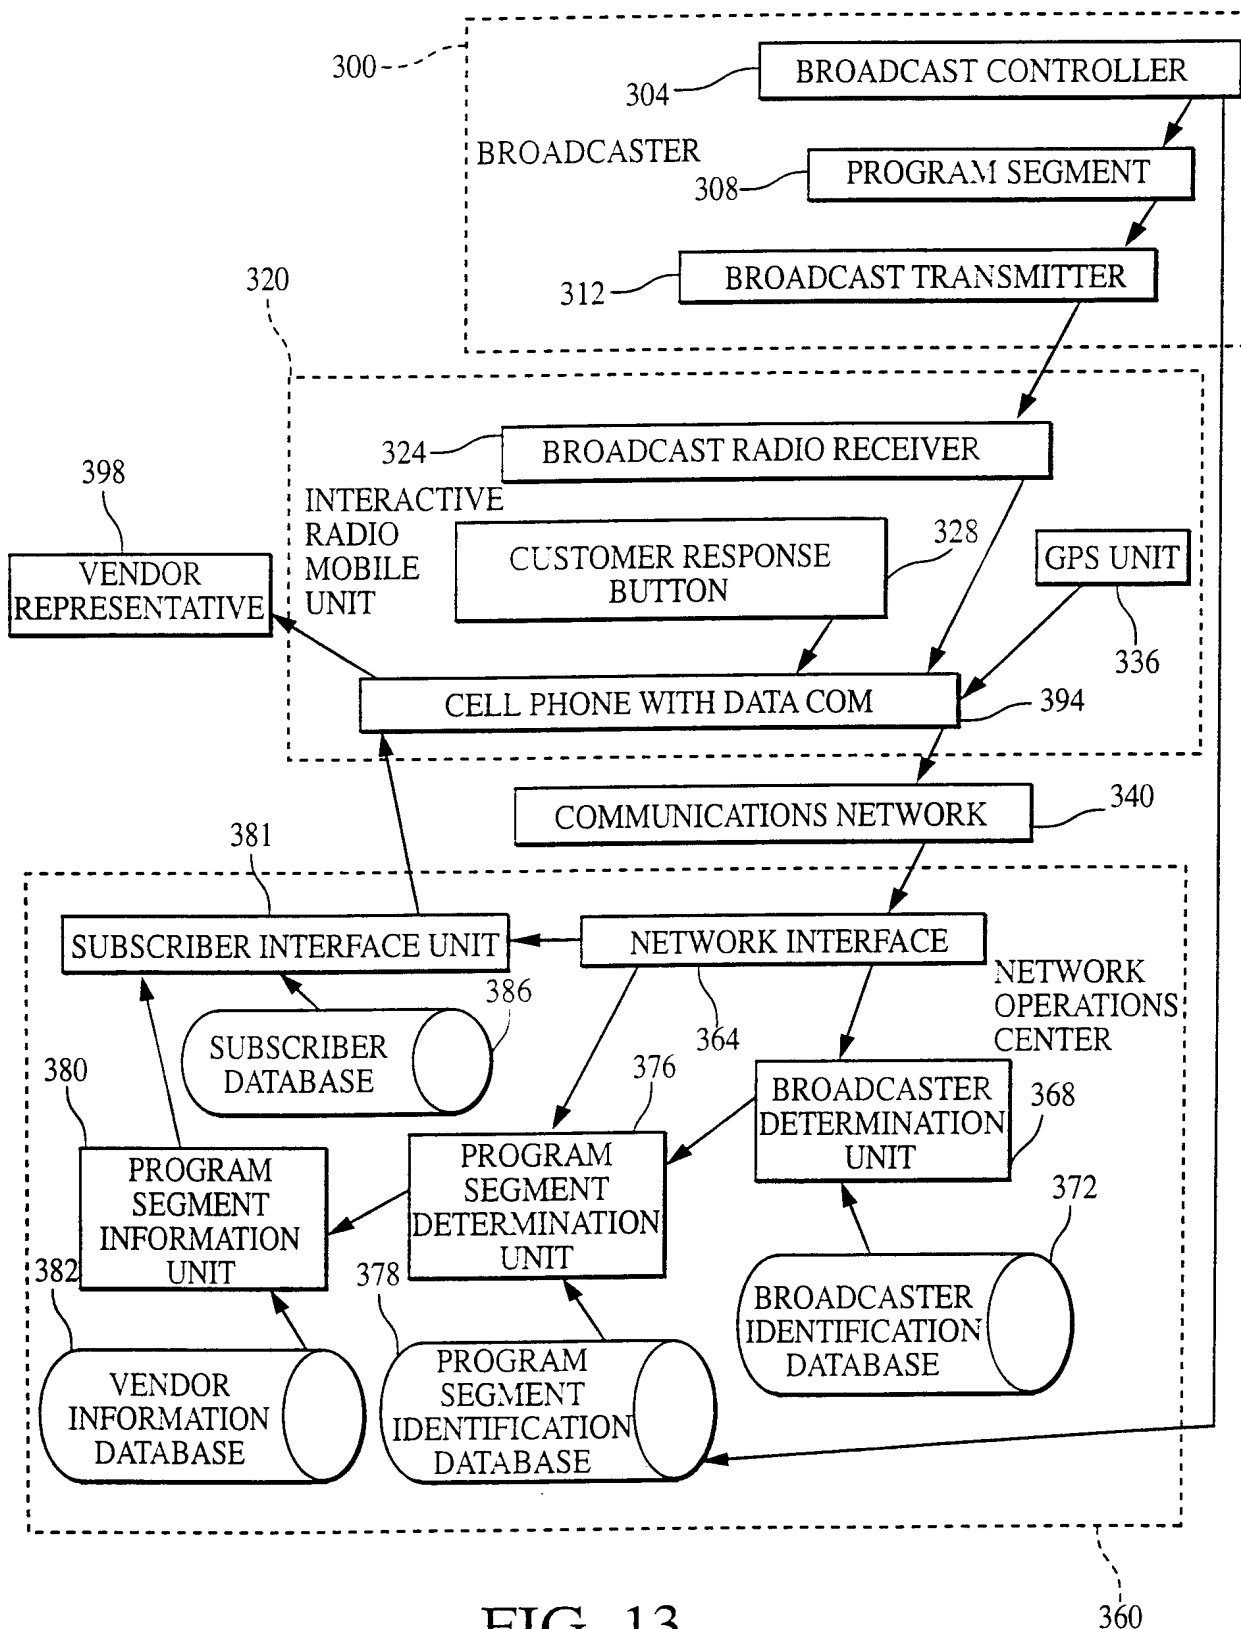 300
304
BROADCAST CONTROLLER
BROADCASTER
308
PROGRAM SEGMENT
320
312
BROADCAST TRANSMITTER
324
BROADCAST RADIO RECEIVER
398
INTERACTIVE
RADIO
MOBILE
UNIT
CUSTOMER RESPONSE
BUTTON
328
GPS UNIT
VENDOR
REPRESENTATIVE
336
CELL PHONE WITH DATA COM
394
COMMUNICATIONS NETWORK
340
381
SUBSCRIBER INTERFACE UNIT
NETWORK INTERFACE
NETWORK
OPERATIONS
CENTER
386
364
SUBSCRIBER
DATABASE
380
376
BROADCASTER
DETERMINATION
UNIT
368
PROGRAM
SEGMENT
INFORMATION
UNIT
PROGRAM
SEGMENT
DETERMINATION
UNIT
372
382
378
BROADCASTER
IDENTIFICATION
DATABASE
VENDOR
INFORMATION
DATABASE
PROGRAM
SEGMENT
IDENTIFICATION
DATABASE
360
FIG. 13